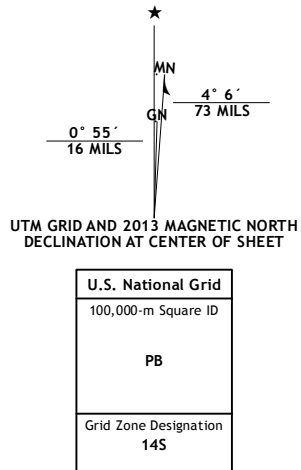 ★
MN
GN
4° 6´
73 MILS
0° 55´
16 MILS
UTM GRID AND 2013 MAGNETIC NORTH
DECLINATION AT CENTER OF SHEET
U.S. National Grid
100,000-m Square ID
PB
Grid Zone Designation
14S